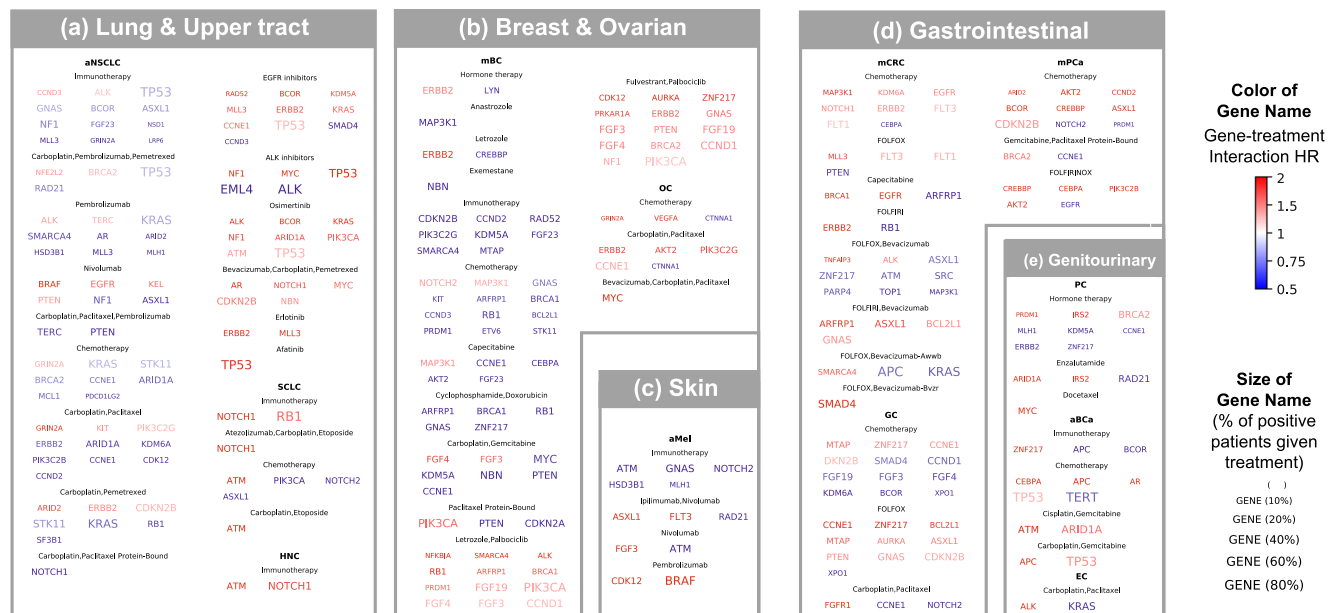 (a) Lung & Upper tract
aNSCLC
Immunotherapy
CCND3 ALK TP53
GNAS BCOR ASXL1
NF1 FGF23 NSD1
MLL3 GRIN2A LRP6
Carboplatin,Pembrolizumab,Pemetrexed
NFE2L2 BRCA2 TP53
RAD21
Pembrolizumab
ALK TERC KRAS
SMARCA4 AR ARID2
HSD3B1 MLL3 MLH1
Nivolumab
BRAF EGFR KEL
PTEN NF1 ASXL1
Carboplatin,Paclitaxel,Pembrolizumab
TERC PTEN
Chemotherapy
GRIN2A KRAS STK11
BRCA2 CCNE1 ARID1A
MCL1 PDCD1LG2
Carboplatin,Paclitaxel
GRIN2A KIT PIK3C2G
ERBB2 ARID1A KDM6A
PIK3C2B CCNE1 CDK12
CCND2
Carboplatin,Pemetrexed
ARID2 ERBB2 CDKN2B
STK11 KRAS RB1
SF3B1
Carboplatin,Paclitaxel Protein-Bound
NOTCH1
EGFR inhibitors
RAD52 BCOR KDM5A
MLL3 ERBB2 KRAS
CCNE1 TP53 SMAD4
CCND3
ALK inhibitors
NF1 MYC TP53
EML4 ALK
Osimertinib
ALK BCOR KRAS
NF1 ARID1A PIK3CA
ATM TP53
Bevacizumab,Carboplatin,Pemetrexed
AR NOTCH1 MYC
CDKN2B NBN
Erlotinib
ERBB2 MLL3
Afatinib
TP53
SCLC
Immunotherapy
NOTCH1 RB1
Atezolizumab,Carboplatin,Etoposide
NOTCH1
Chemotherapy
ATM PIK3CA NOTCH2
ASXL1
Carboplatin,Etoposide
ATM
HNC
Immunotherapy
ATM NOTCH1
(b) Breast & Ovarian
mBC
Hormone therapy
ERBB2 LYN
Anastrozole
MAP3K1
Letrozole
ERBB2 CREBBP
Exemestane
NBN
Immunotherapy
CDKN2B CCND2 RAD52
PIK3C2G KDM5A FGF23
SMARCA4 MTAP
Chemotherapy
NOTCH2 MAP3K1 GNAS
KIT ARFRP1 BRCA1
CCND3 RB1 BCL2L1
PRDM1 ETV6 STK11
Capecitabine
MAP3K1 CCNE1 CEBPA
AKT2 FGF23
Cyclophosphamide,Doxorubicin
ARFRP1 BRCA1 RB1
GNAS ZNF217
Carboplatin,Gemcitabine
FGF4 FGF3 MYC
KDM5A NBN PTEN
CCNE1
Paclitaxel Protein-Bound
PIK3CA PTEN CDKN2A
Letrozole,Palbociclib
NFKBIA SMARCA4 ALK
RB1 ARFRP1 BRCA1
PRDM1 FGF19 PIK3CA
FGF4 FGF3 CCND1
Fulvestrant,Palbociclib
CDK12 AURKA ZNF217
PRKAR1A ERBB2 GNAS
FGF3 PTEN FGF19
FGF4 BRCA2 CCND1
NF1 PIK3CA
OC
Chemotherapy
GRIN2A VEGFA CTNNA1
Carboplatin,Paclitaxel
ERBB2 AKT2 PIK3C2G
CCNE1 CTNNA1
Bevacizumab,Carboplatin,Paclitaxel
MYC
(c) Skin
aMel
Immunotherapy
ATM GNAS NOTCH2
HSD3B1 MLH1
Ipilimumab,Nivolumab
ASXL1 FLT3 RAD21
Nivolumab
FGF3 ATM
Pembrolizumab
CDK12 BRAF
(d) Gastrointestinal
mCRC
Chemotherapy
MAP3K1 KDM6A EGFR
NOTCH1 ERBB2 FLT3
FLT1 CEBPA
FOLFOX
MLL3 FLT3 FLT1
PTEN
Capecitabine
BRCA1 EGFR ARFRP1
FOLFIRI
ERBB2 RB1
FOLFOX,Bevacizumab
TNFAIP3 ALK ASXL1
ZNF217 ATM SRC
PARP4 TOP1 MAP3K1
FOLFIRI,Bevacizumab
ARFRP1 ASXL1 BCL2L1
GNAS
FOLFOX,Bevacizumab-Awwb
SMARCA4 APC KRAS
FOLFOX,Bevacizumab-Bvzr
SMAD4
GC
Chemotherapy
MTAP ZNF217 CCNE1
DKN2B SMAD4 CCND1
FGF19 FGF3 FGF4
KDM6A BCOR XPO1
FOLFOX
CCNE1 ZNF217 BCL2L1
MTAP AURKA ASXL1
PTEN GNAS CDKN2B
XPO1
Carboplatin,Paclitaxel
FGFR1 CCNE1 NOTCH2
mPCa
Chemotherapy
ARID2 AKT2 CCND2
BCOR CREBBP ASXL1
CDKN2B NOTCH2 PRDM1
Gemcitabine,Paclitaxel Protein-Bound
BRCA2 CCNE1
FOLFIRINOX
CREBBP CEBPA PIK3C2B
AKT2 EGFR
(e) Genitourinary
PC
Hormone therapy
PRDM1 IRS2 BRCA2
MLH1 KDM5A CCNE1
ERBB2 ZNF217
Enzalutamide
ARID1A IRS2 RAD21
Docetaxel
MYC
aBCa
Immunotherapy
ZNF217 APC BCOR
Chemotherapy
CEBPA APC AR
TP53 TERT
Cisplatin,Gemcitabine
ATM ARID1A
Carboplatin,Gemcitabine
APC TP53
EC
Carboplatin,Paclitaxel
ALK KRAS
Color of
Gene Name
Gene-treatment
Interaction HR
2
1.5
1
0.75
0.5
Size of
Gene Name
(% of positive
patients given
treatment)
( )
GENE (10%)
GENE (20%)
GENE (40%)
GENE (60%)
GENE (80%)